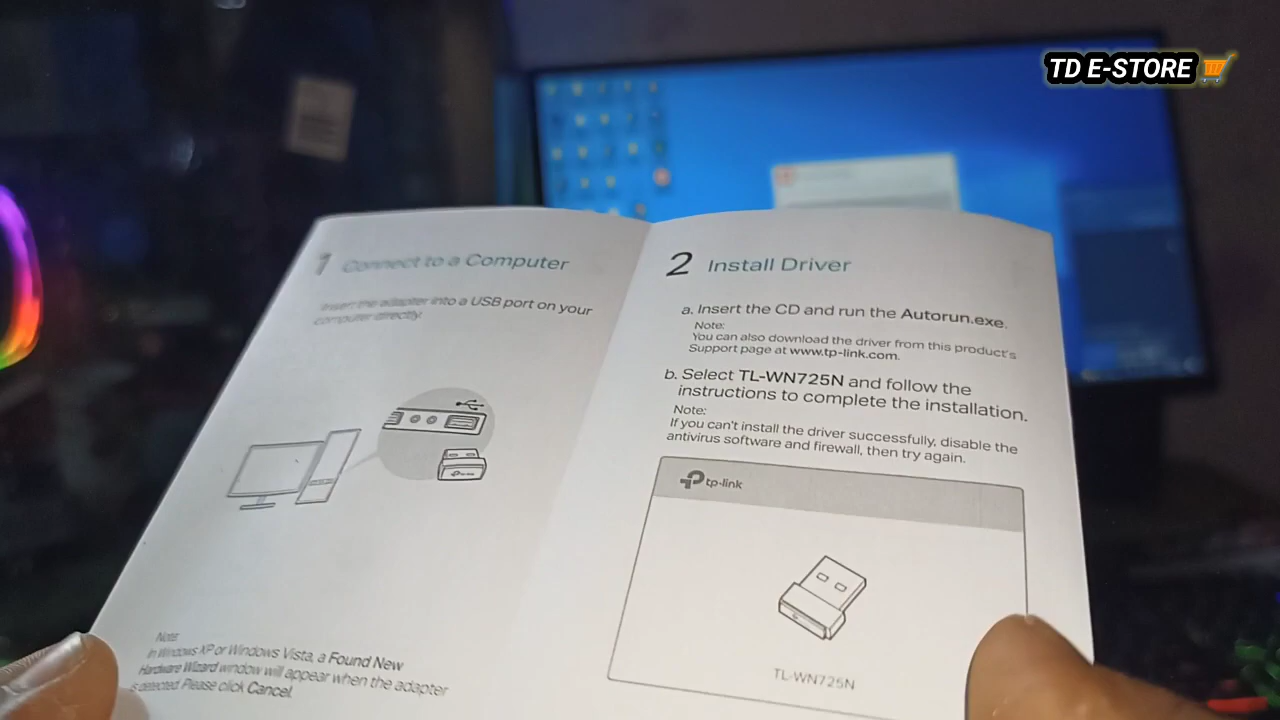 TD E-STORE
1 Connect to a Computer
Insert the adapter into a USB port on your
computer directly.
tp-link
Note:
In Windows XP or Windows Vista, a Found New
Hardware Wizard window will appear when the adapter
is detected. Please click Cancel.
2 Install Driver
a. Insert the CD and run the Autorun.exe.
Note:
You can also download the driver from this product's
Support page at www.tp-link.com.
b. Select TL-WN725N and follow the
instructions to complete the installation.
Note:
If you can't install the driver successfully, disable the
antivirus software and firewall, then try again.
tp-link
TL-WN725N